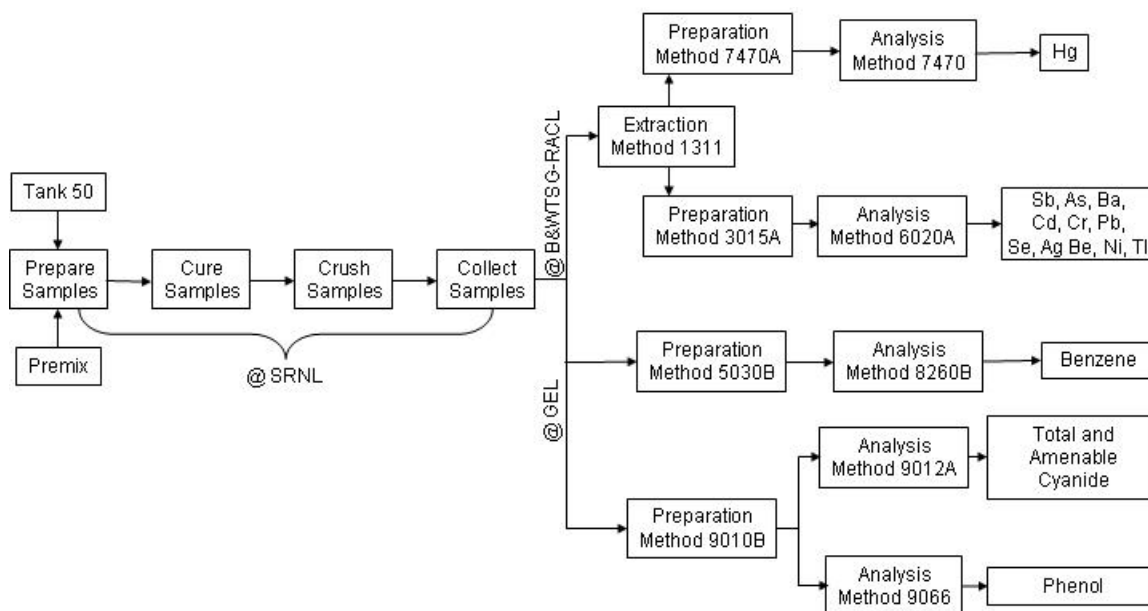 Tank 50
Prepare
Samples
Premix
Cure
Samples
Crush
Samples
Collect
Samples
@ SRNL
@ B&WTSG-RACL
@ GEL
Extraction
Method 1311
Preparation
Method 7470A
Analysis
Method 7470
Hg
Preparation
Method 3015A
Analysis
Method 6020A
Sb, As, Ba,
Cd, Cr, Pb,
Se, Ag Be, Ni, Tl
Preparation
Method 5030B
Analysis
Method 8260B
Benzene
Preparation
Method 9010B
Analysis
Method 9012A
Total and
Amenable
Cyanide
Analysis
Method 9066
Phenol